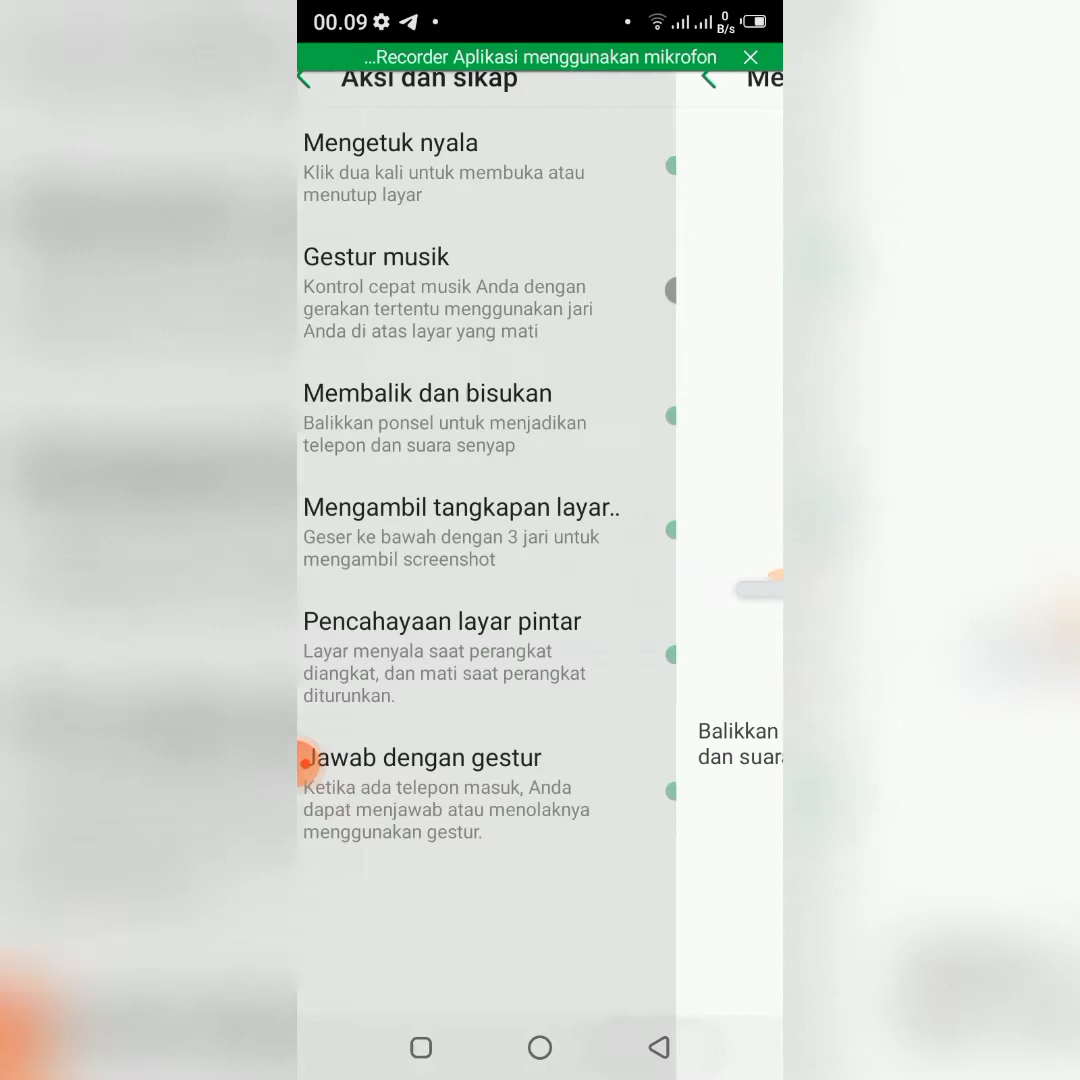 00.09
0
B/s
...Recorder Aplikasi menggunakan mikrofon
Aksi dan sikap
Me
Mengetuk nyala
Klik dua kali untuk membuka atau
menutup layar
Gestur musik
Kontrol cepat musik Anda dengan
gerakan tertentu menggunakan jari
Anda di atas layar yang mati
Membalik dan bisukan
Balikkan ponsel untuk menjadikan
telepon dan suara senyap
Mengambil tangkapan layar..
Geser ke bawah dengan 3 jari untuk
mengambil screenshot
Pencahayaan layar pintar
Layar menyala saat perangkat
diangkat, dan mati saat perangkat
diturunkan.
Jawab dengan gestur
Ketika ada telepon masuk, Anda
dapat menjawab atau menolaknya
menggunakan gestur.
Balikkan
dan suara